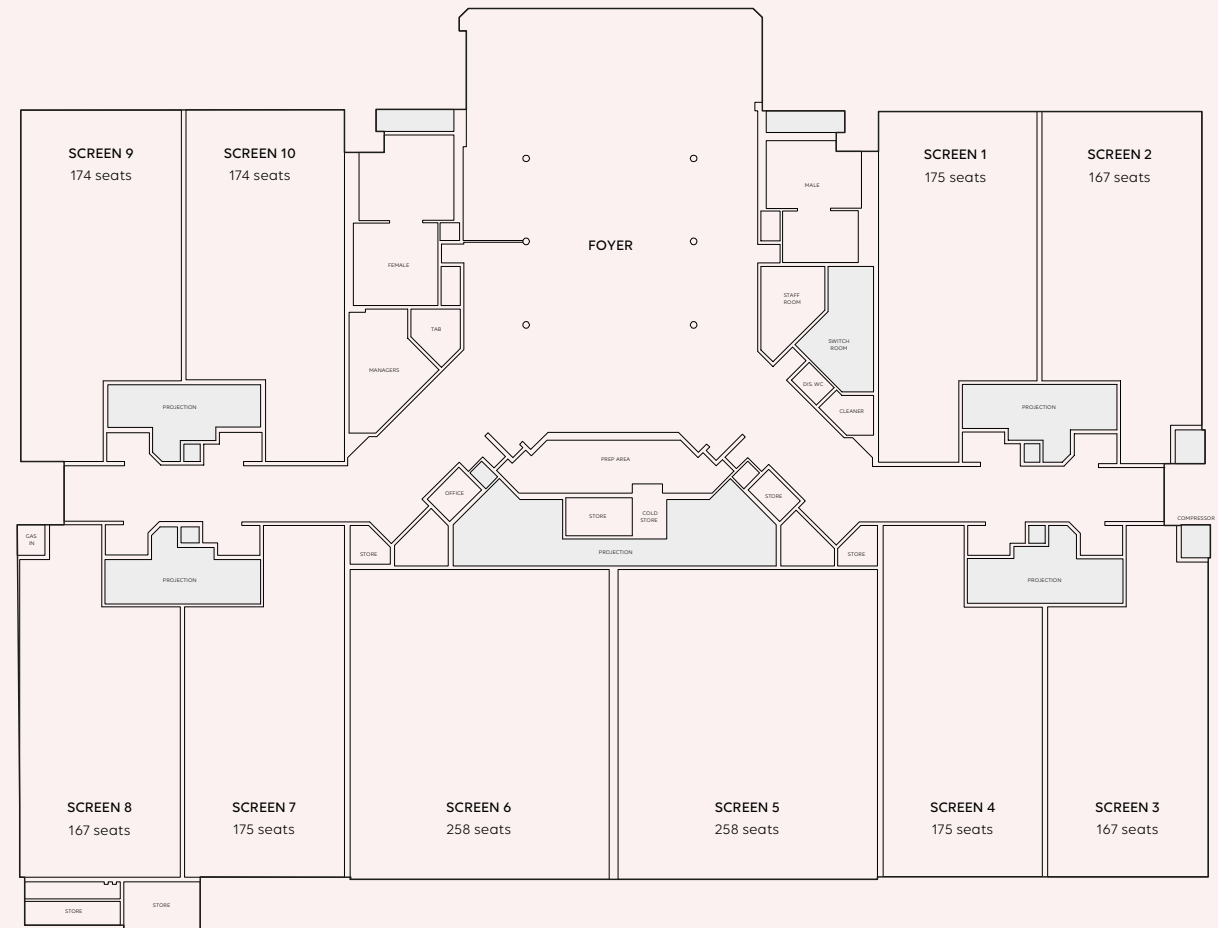 SCREEN 9
174 seats
SCREEN 10
174 seats
SCREEN 1
175 seats
SCREEN 2
167 seats
MALE
FOYER
FEMALE
STAFF
ROOM
TAB
SWITCH
ROOM
MANAGERS
DIS. WC
CLEANER
PROJECTION
PROJECTION
PREP AREA
OFFICE
STORE
STORE
COLD
STORE
COMPRESSOR
GAS
IN
STORE
PROJECTION
STORE
PROJECTION
PROJECTION
SCREEN 8
167 seats
SCREEN 7
175 seats
SCREEN 6
258 seats
SCREEN 5
258 seats
SCREEN 4
175 seats
SCREEN 3
167 seats
STORE
STORE